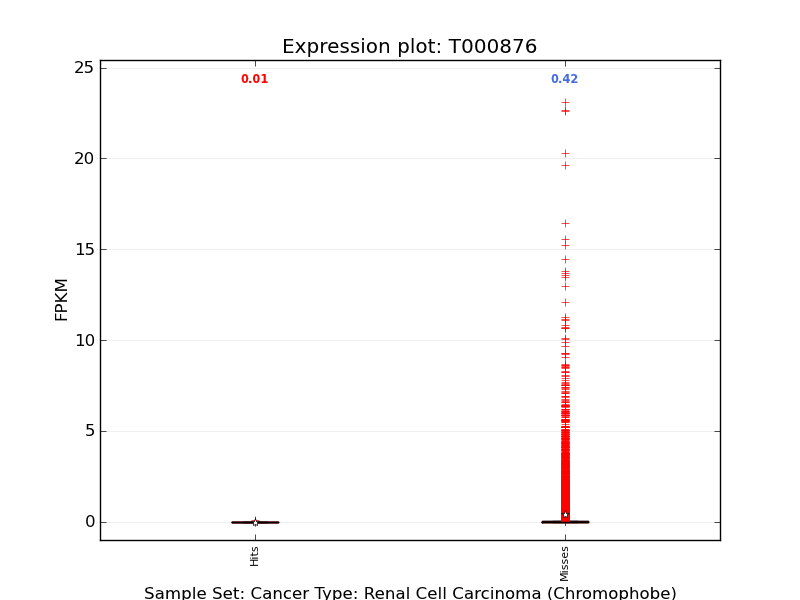 Expression plot: T000876
0.01
0.42
25
20
15
10
5
0
FPKM
Hits
Misses
Sample Set: Cancer Type: Renal Cell Carcinoma (Chromophobe)